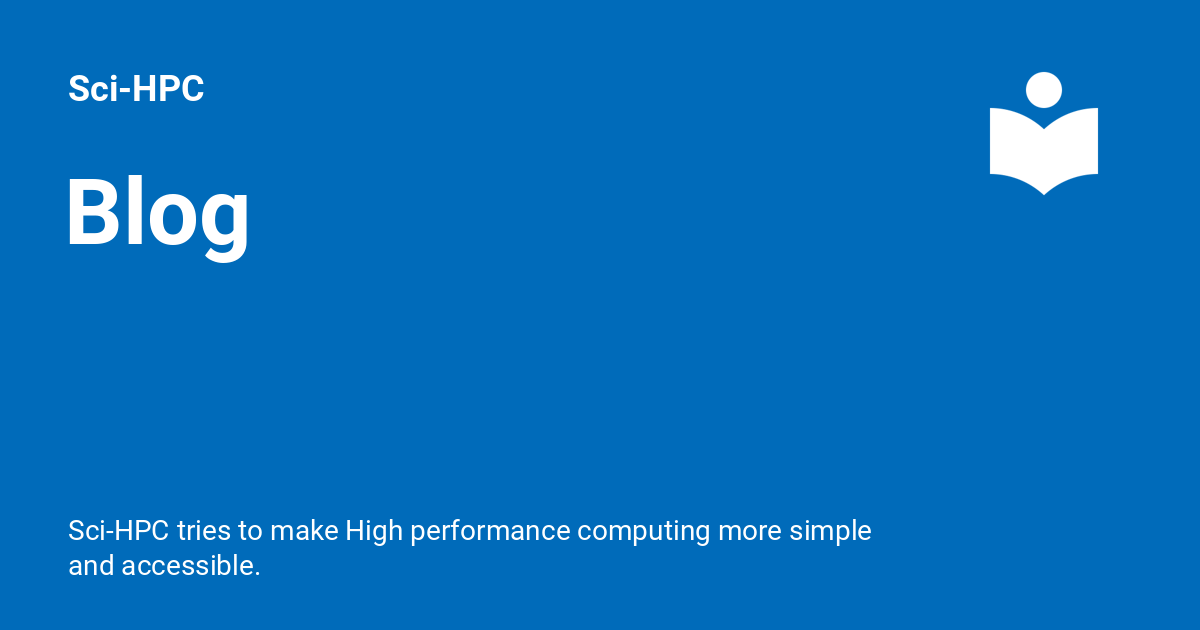 Sci-HPC
Blog
Sci-HPC tries to make High performance computing more simple
and accessible.